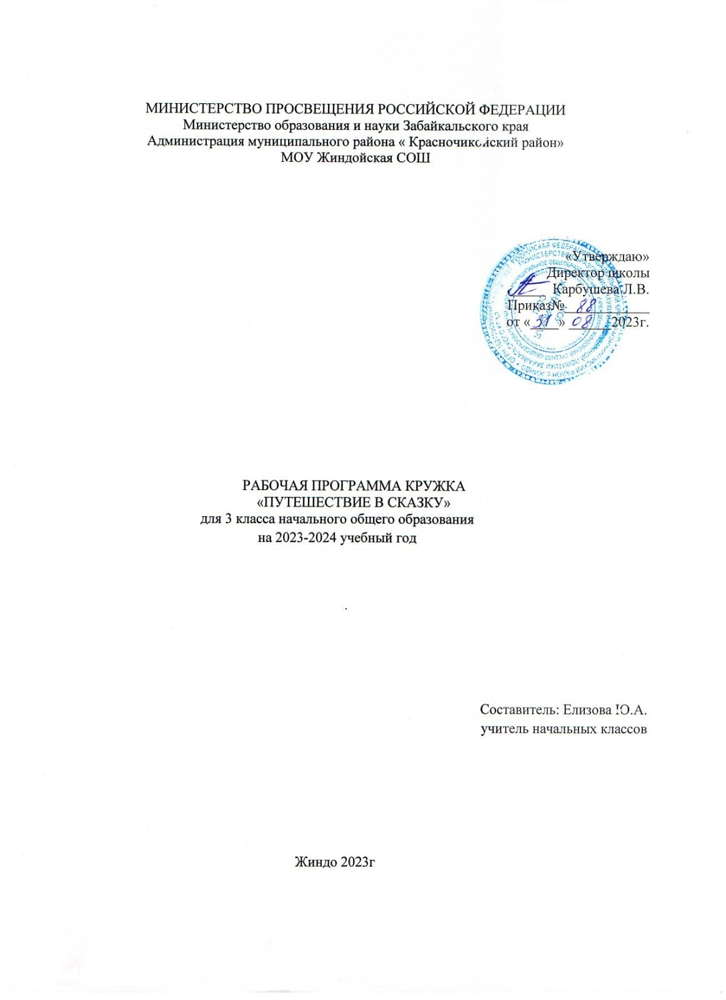 МИНИСТЕРСТВО ПРОСВЕЩЕНИЯ РОССИЙСКОЙ ФЕДЕРАЦИИ
Министерство образования и науки Забайкальского края
Администрация муниципального района « Красночикойский район»
МОУ Жиндойская СОШ
«Утверждаю»
Директор школы
Карбушева Л.В.
Приказ№ 88
от «31» 08 2023г.
РАБОЧАЯ ПРОГРАММА КРУЖКА
«ПУТЕШЕСТВИЕ В СКАЗКУ»
для 3 класса начального общего образования
на 2023-2024 учебный год
Составитель: Елизова Ю.А.
учитель начальных классов
Жиндо 2023г